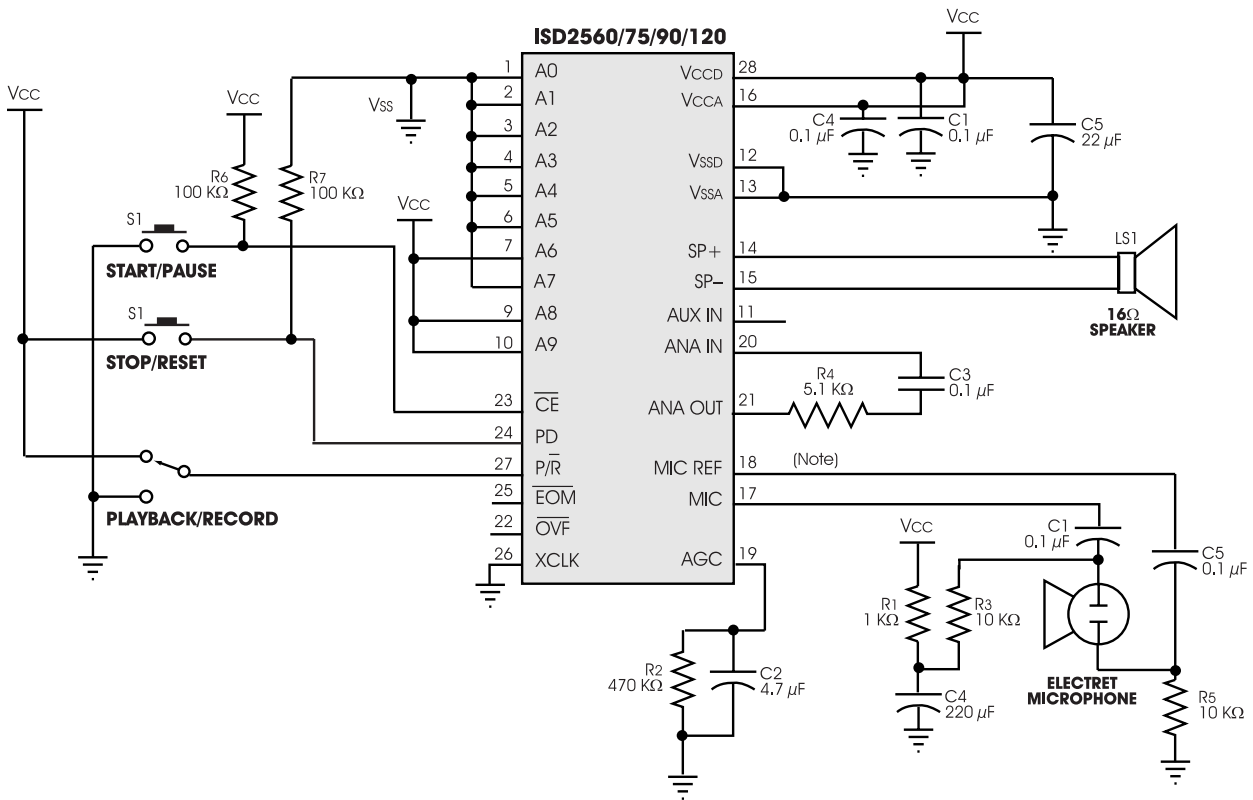 ISD2560/75/90/120
VCC
VCC
VCC
VSS
R6
100 KΩ
R7
100 KΩ
S1
START/PAUSE
S1
STOP/RESET
PLAYBACK/RECORD
VCC
1 A0
2 A1
3 A2
4 A3
5 A4
6 A5
7 A6
A7
9 A8
10 A9
23 CE
24 PD
27 P/R
25 EOM
22 OVF
26 XCLK
VCCD 28
VCCA 16
VSSD 12
VSSA 13
SP+ 14
SP– 15
AUX IN 11
ANA IN 20
ANA OUT 21
MIC REF 18
MIC 17
AGC 19
C4
0.1 µF
C1
0.1 µF
C5
22 µF
LS1
16Ω
SPEAKER
R4
5.1 KΩ
C3
0.1 µF
(Note)
VCC
C1
0.1 µF
C5
0.1 µF
R1
1 KΩ
R3
10 KΩ
R2
470 KΩ
C2
4.7 µF
C4
220 µF
ELECTRET
MICROPHONE
R5
10 KΩ